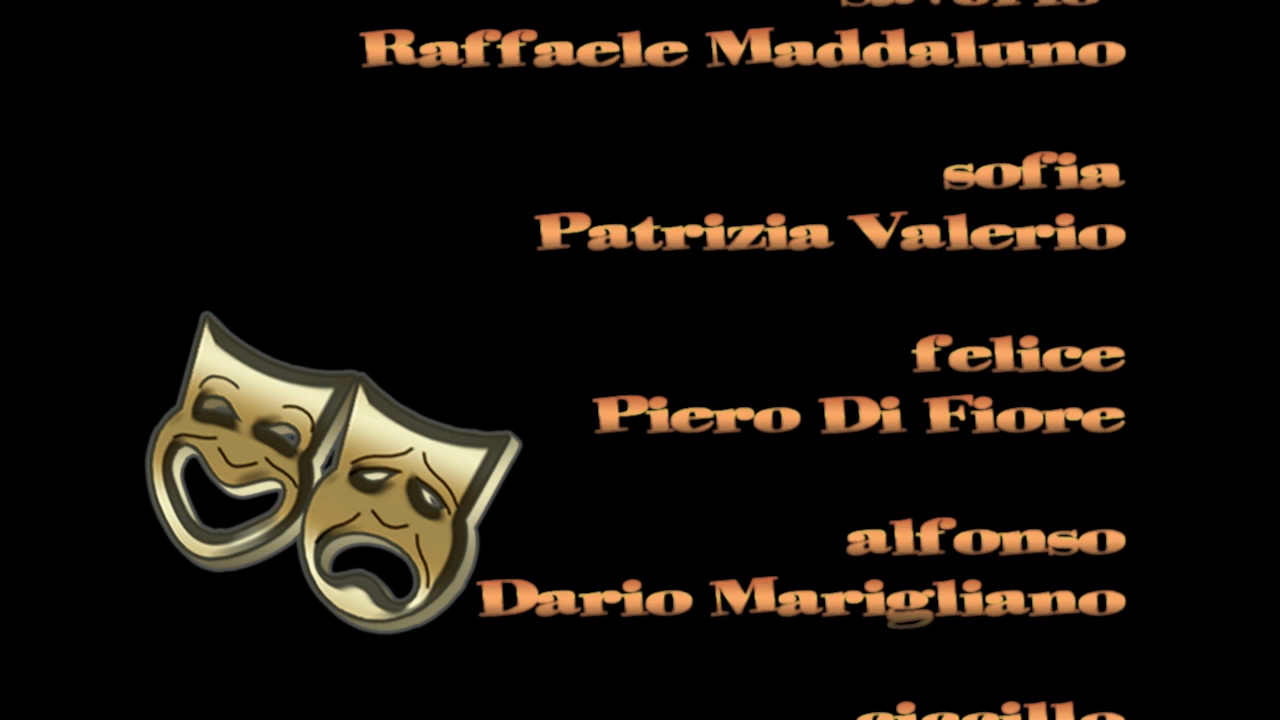 Raffaele Maddaluno
sofia
Patrizia Valerio
felice
Piero Di Fiore
alfonso
Dario Marigliano